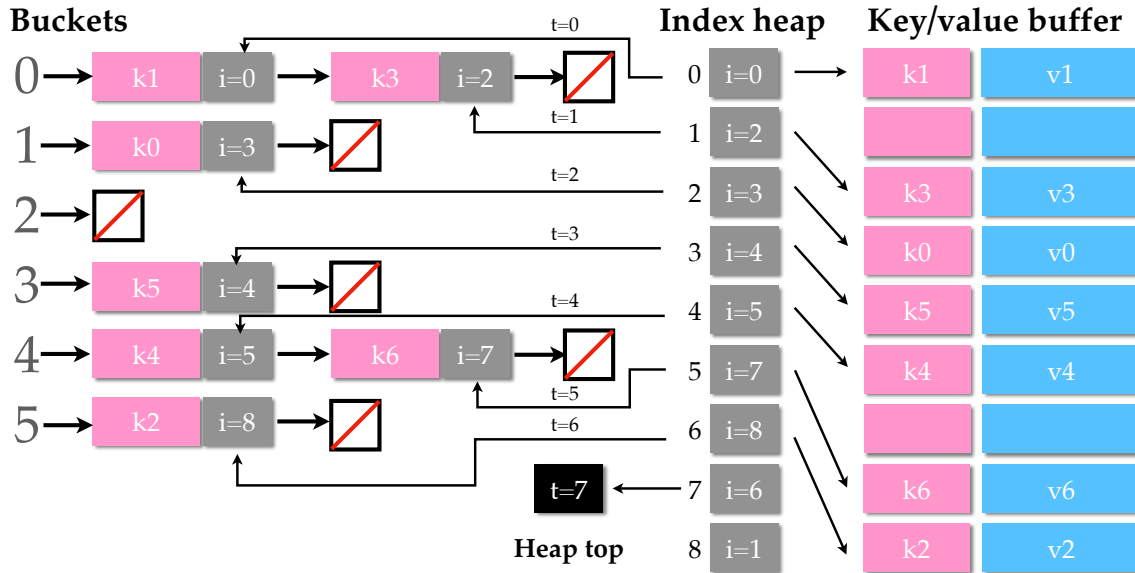 Buckets t=0 Index heap Key/value buffer
0 k1 i=0 k3 i=2 0 i=0 k1 v1
t=1
1 k0 i=3 1 i=2
t=2
2 2 i=3 k3 v3
t=3
3 i=4 k0 v0
3 k5 i=4
t=4
4 i=5 k5 v5
4 k4 i=5 k6 i=7
5 i=7 k4 v4
t=5
5 k2 i=8
t=6
6 i=8
t=7 7 i=6 k6 v6
Heap top 8 i=1 k2 v2